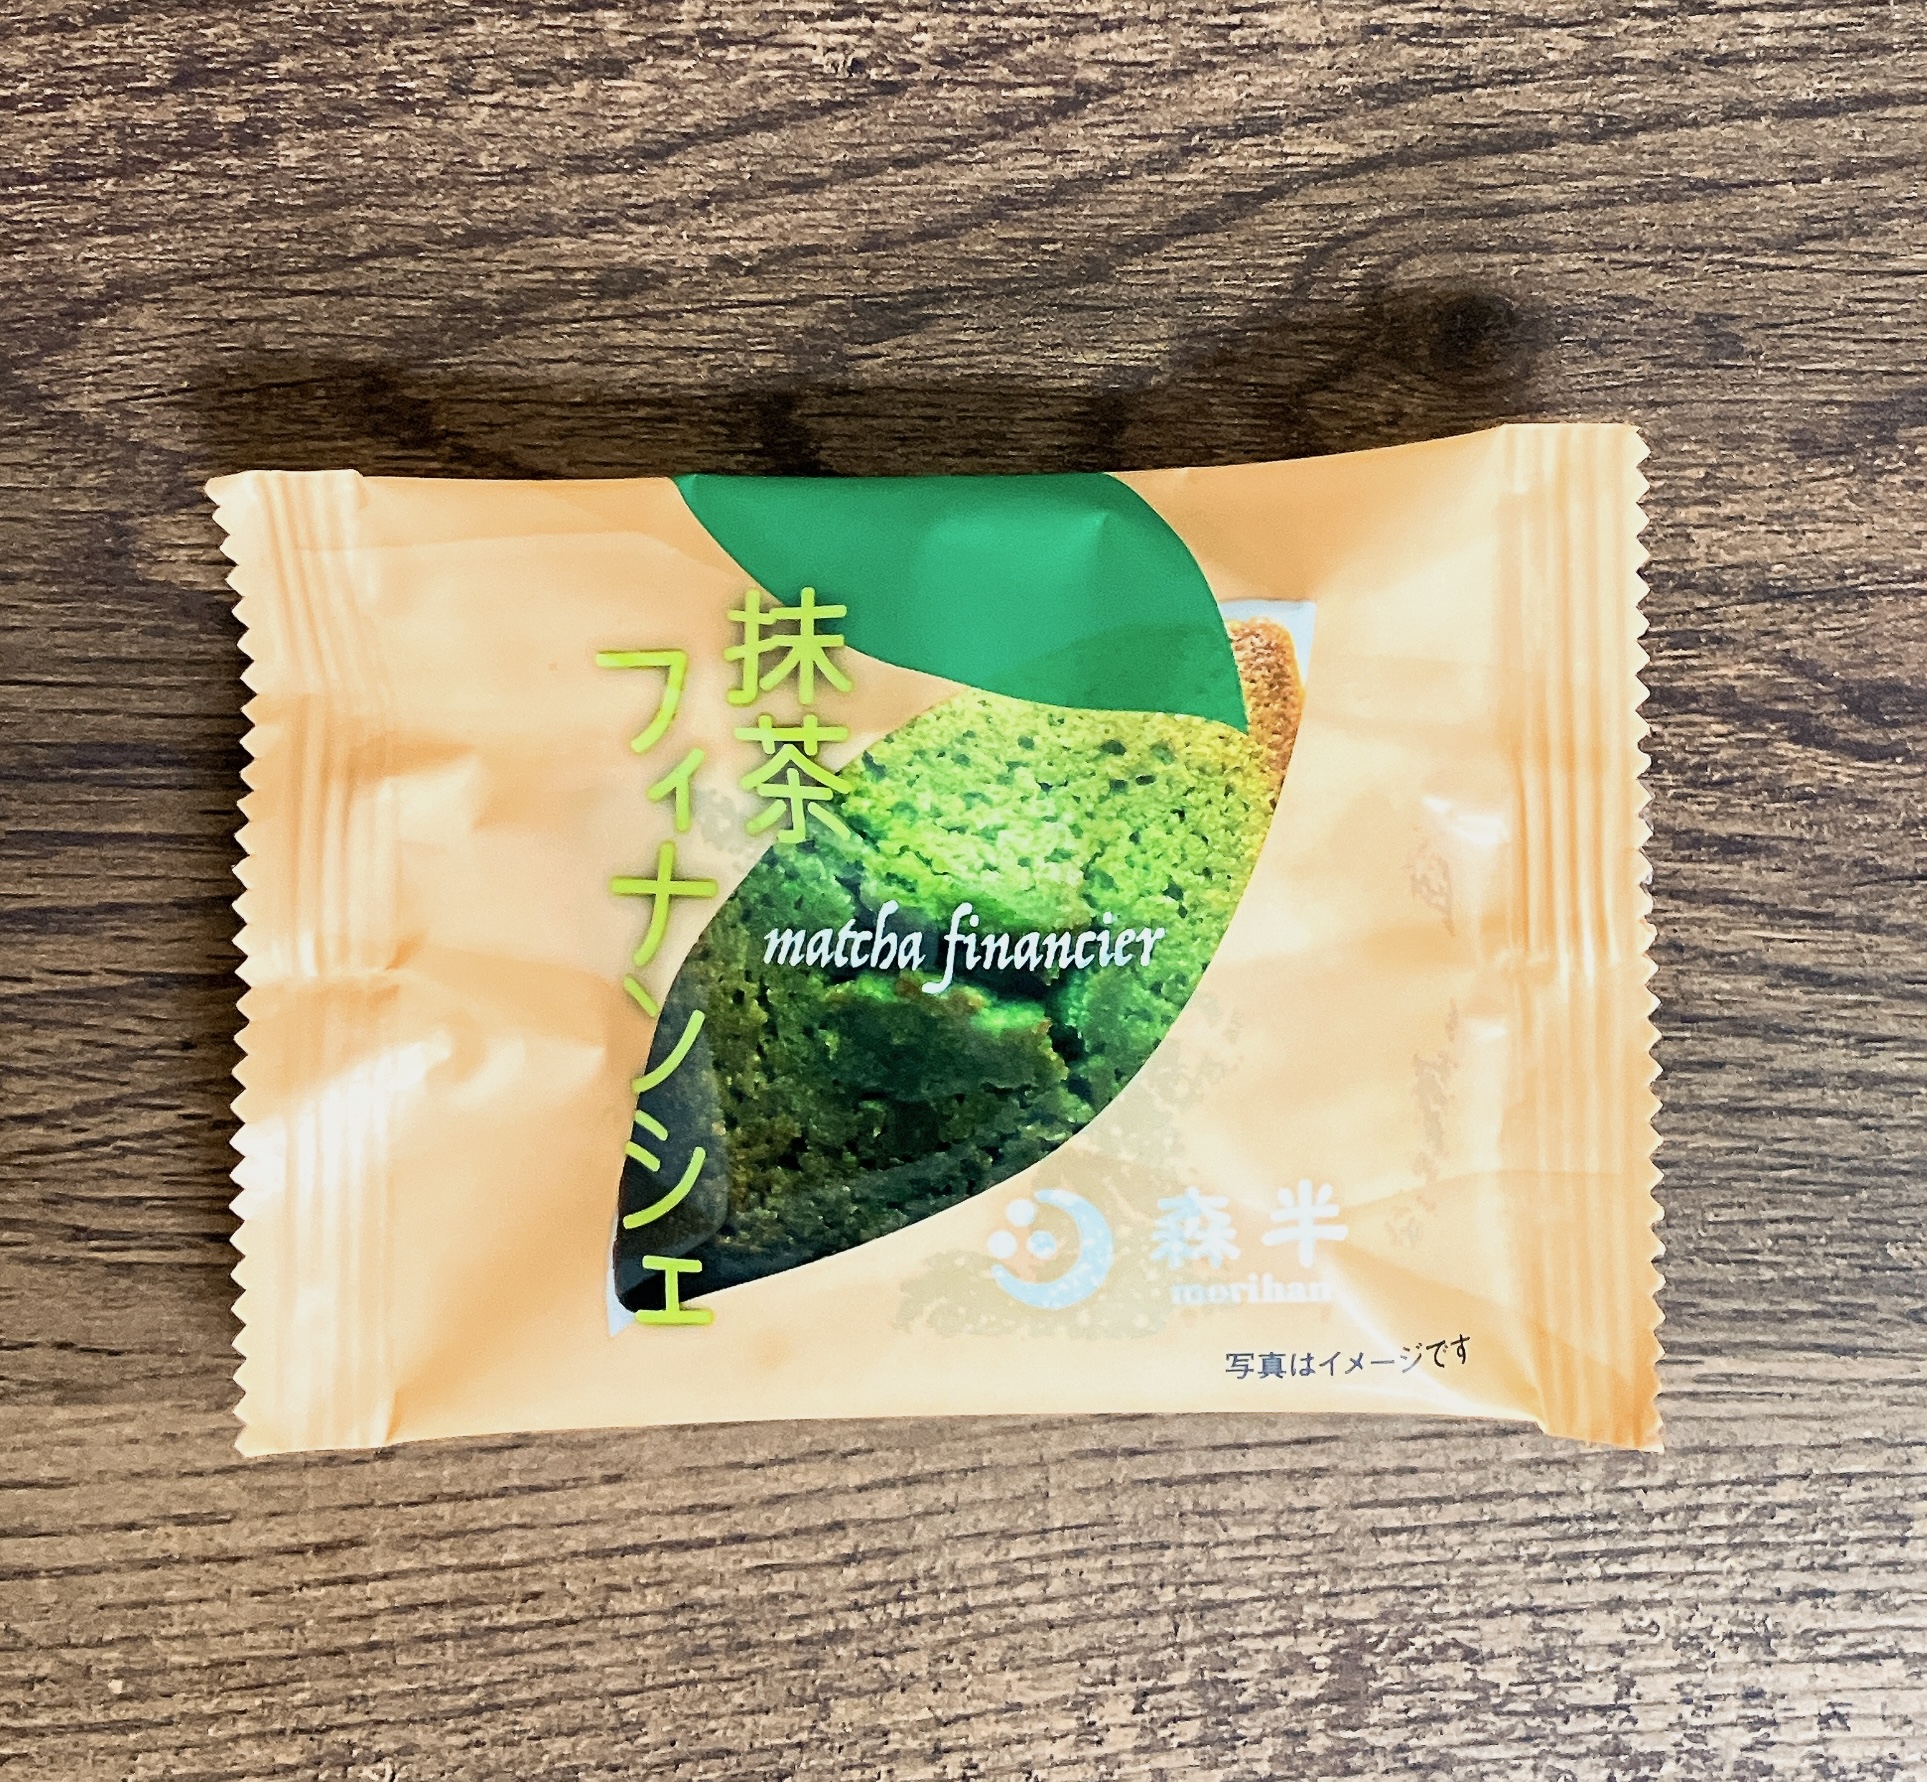 抹茶
フィナンシェ
matcha financier
森半
morihan
写真はイメージです